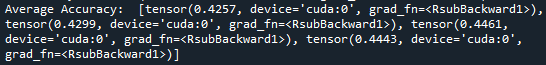 Average Accuracy:  [tensor(0.4257, device='cuda:0', grad_fn=<RsubBackward1>),
tensor(0.4299, device='cuda:0', grad_fn=<RsubBackward1>), tensor(0.4461,
device='cuda:0', grad_fn=<RsubBackward1>), tensor(0.4443, device='cuda:0',
grad_fn=<RsubBackward1>)]